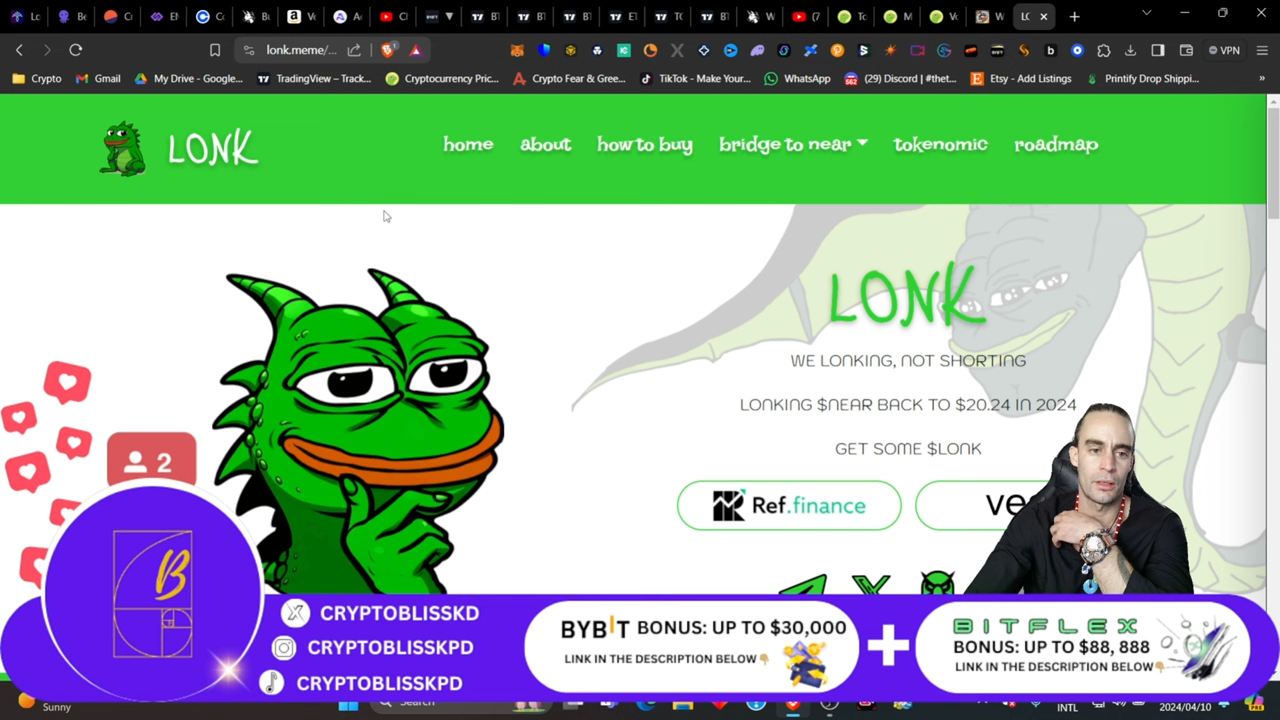 lonk.meme/...
1
VPN
Crypto
Gmail
My Drive - Google...
TradingView – Track...
Cryptocurrency Pric...
Crypto Fear & Gree...
TikTok - Make Your...
WhatsApp
(29) Discord | #thet...
Etsy - Add Listings
Printify Drop Shippi...
LONK
home
about
how to buy
bridge to near
tokenomic
roadmap
LONK
WE LONKING, NOT SHORTING
LONKING $NEAR BACK TO $20.24 IN 2024
GET SOME $LONK
Ref.finance
2
B
CRYPTOBLISSKD
CRYPTOBLISSKPD
CRYPTOBLISSKPD
BYBIT BONUS: UP TO $30,000
LINK IN THE DESCRIPTION BELOW
BITFLEX
BONUS: UP TO $88, 888
LINK IN THE DESCRIPTION BELOW
Sunny
Search
INTL
2024/04/10